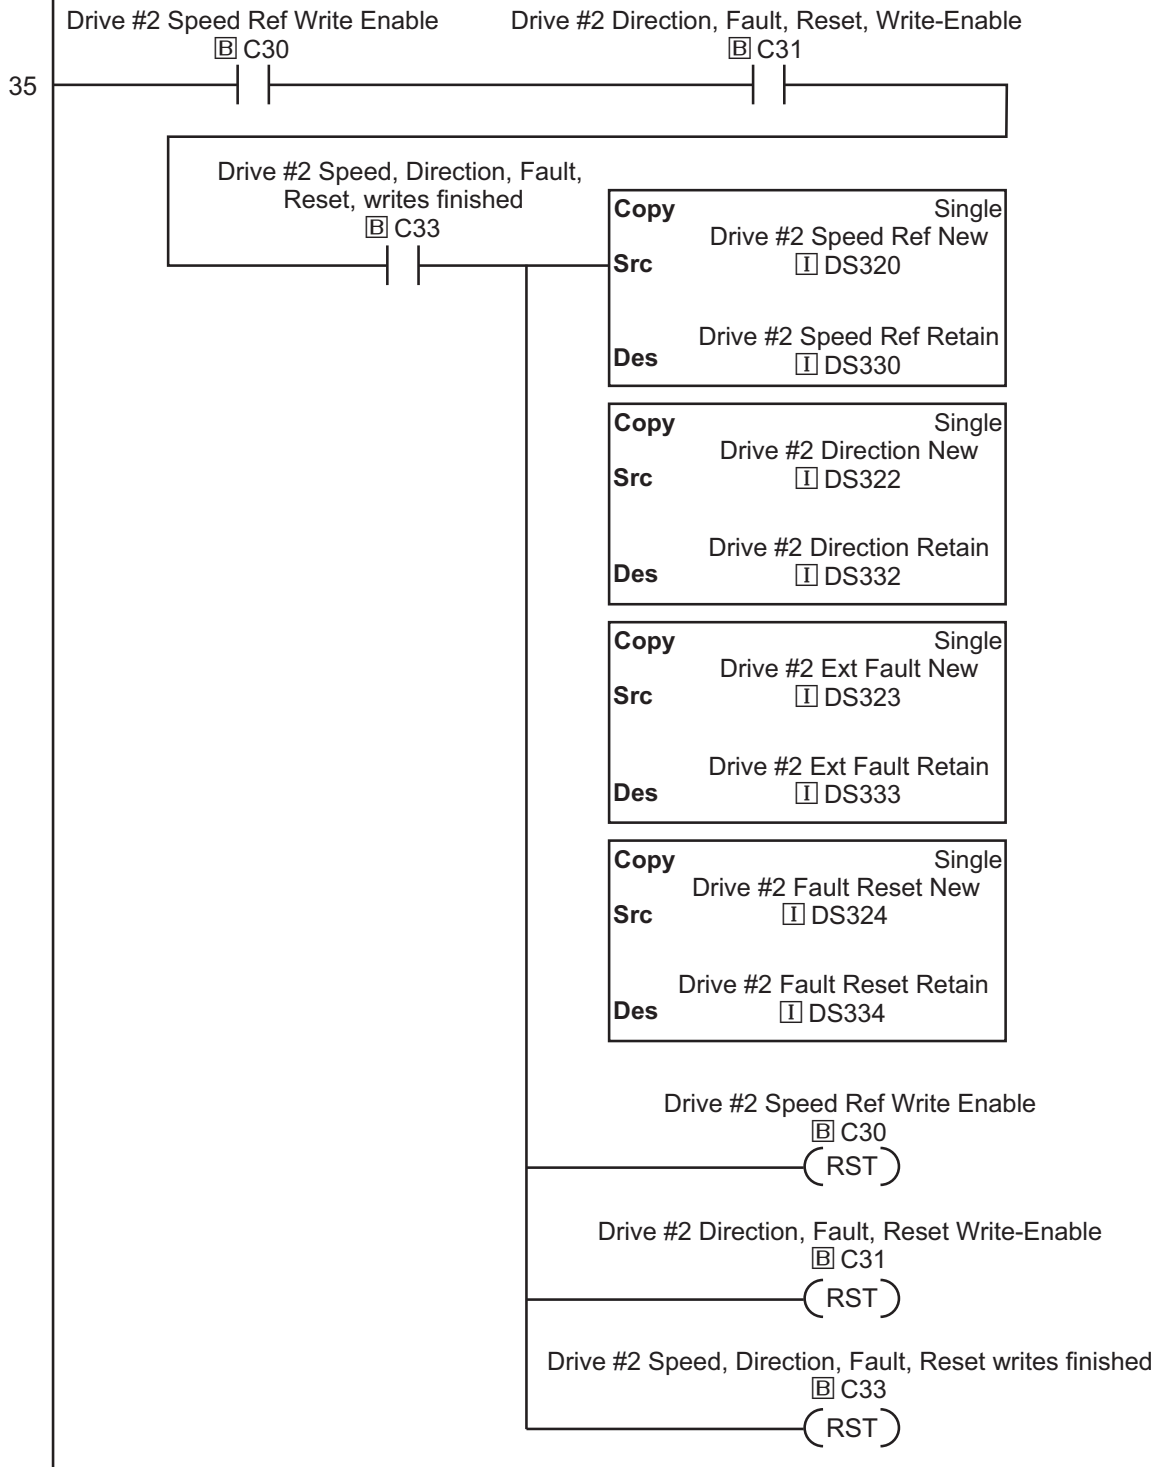 Drive #2 Speed Ref Write Enable
B C30
Drive #2 Direction, Fault, Reset, Write-Enable
B C31
35
Drive #2 Speed, Direction, Fault,
Reset, writes finished
B C33
Copy Single
Drive #2 Speed Ref New
Src I DS320
Drive #2 Speed Ref Retain
Des I DS330
Copy Single
Drive #2 Direction New
Src I DS322
Drive #2 Direction Retain
Des I DS332
Copy Single
Drive #2 Ext Fault New
Src I DS323
Drive #2 Ext Fault Retain
Des I DS333
Copy Single
Drive #2 Fault Reset New
Src I DS324
Drive #2 Fault Reset Retain
Des I DS334
Drive #2 Speed Ref Write Enable
B C30
RST
Drive #2 Direction, Fault, Reset Write-Enable
B C31
RST
Drive #2 Speed, Direction, Fault, Reset writes finished
B C33
RST